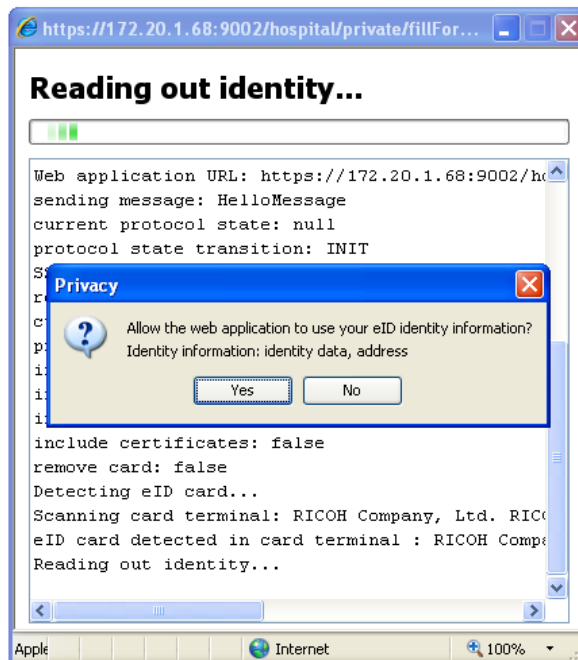 https://172.20.1.68:9002/hospital/private/fillFor...
Reading out identity...
Web application URL: https://172.20.1.68:9002/h
sending message: HelloMessage
current protocol state: null
protocol state transition: INIT
Privacy
Allow the web application to use your eID identity information?
Identity information: identity data, address
Yes
No
include certificates: false
remove card: false
Detecting eID card...
Scanning card terminal: RICOH Company, Ltd. RIC
eID card detected in card terminal : RICOH Comp
Reading out identity...
Apple
Internet
100%